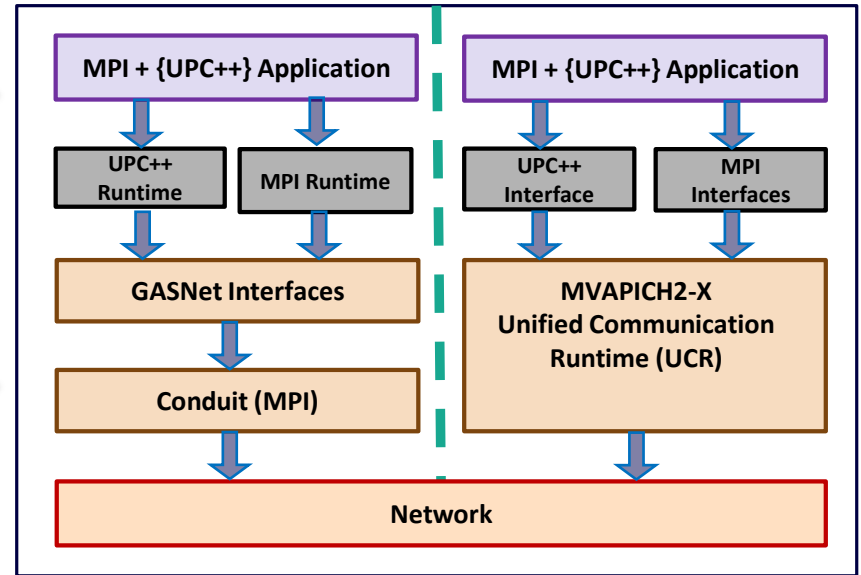 MPI + {UPC++} Application
UPC++
Runtime
MPI Runtime
GASNet Interfaces
Conduit (MPI)
MPI + {UPC++} Application
UPC++
Interface
MPI
Interfaces
MVAPICH2-X
Unified Communication
Runtime (UCR)
Network